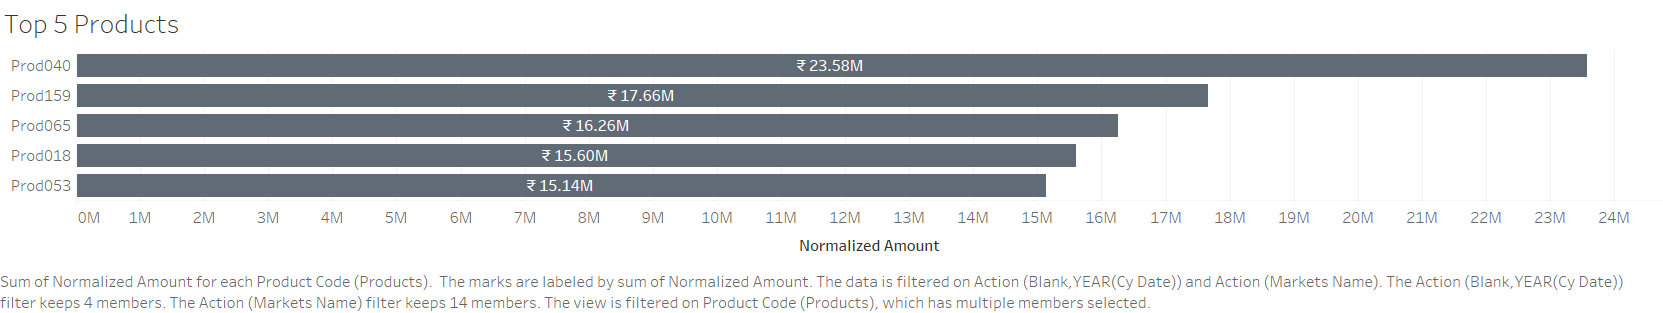 Top 5 Products
Prod040 ₹ 23.58M
Prod159 ₹ 17.66M
Prod065 ₹ 16.26M
Prod018 ₹ 15.60M
Prod053 ₹ 15.14M
0M 1M 2M 3M 4M 5M 6M 7M 8M 9M 10M 11M 12M 13M 14M 15M 16M 17M 18M 19M 20M 21M 22M 23M 24M
Normalized Amount
Sum of Normalized Amount for each Product Code (Products).  The marks are labeled by sum of Normalized Amount. The data is filtered on Action (Blank,YEAR(Cy Date)) and Action (Markets Name). The Action (Blank,YEAR(Cy Date))
filter keeps 4 members. The Action (Markets Name) filter keeps 14 members. The view is filtered on Product Code (Products), which has multiple members selected.